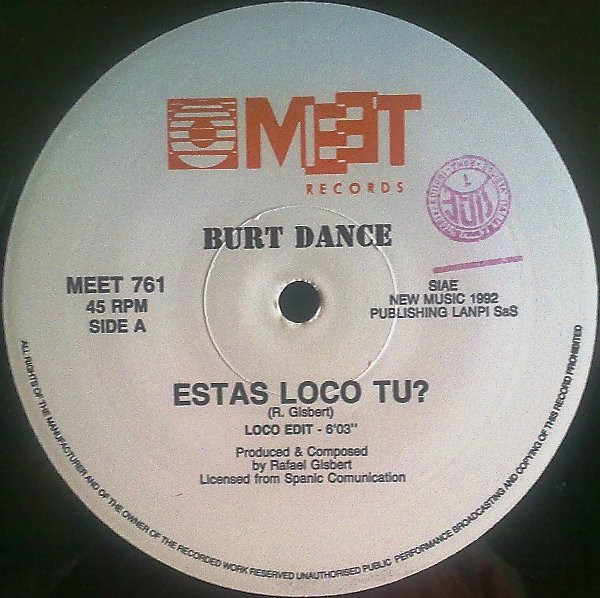 MEET
RECORDS
BURT DANCE
MEET 761
45 RPM
SIDE A
SIAE
NEW MUSIC 1992
PUBLISHING LANPI SaS
ESTAS LOCO TU?
(R. Gisbert)
LOCO EDIT - 6'03"
Produced & Composed
by Rafael Gisbert
Licensed from Spanic Comunication
ALL RIGHTS OF THE MANUFACTURER AND OF THE OWNER OF THE RECORDED WORK RESERVED UNAUTHORISED PUBLIC PERFORMANCE BROADCASTING AND COPYING OF THIS RECORD PROHIBITED